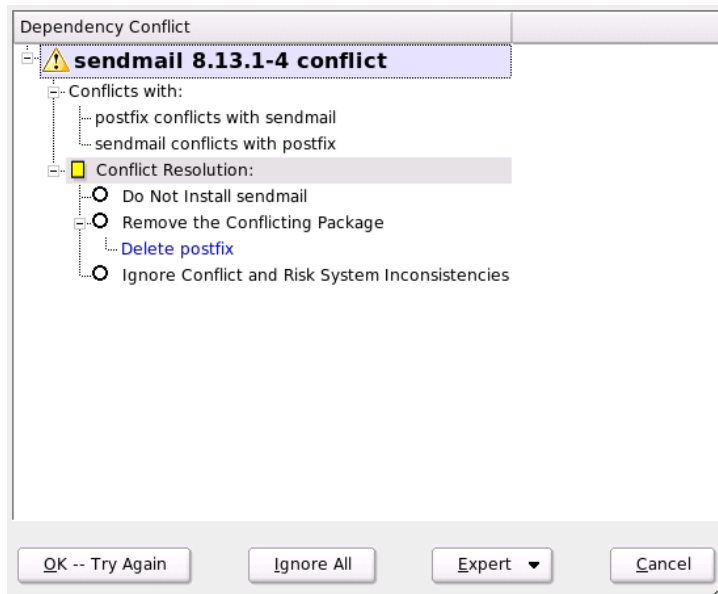 Dependency Conflict
sendmail 8.13.1-4 conflict
Conflicts with:
postfix conflicts with sendmail
sendmail conflicts with postfix
Conflict Resolution:
Do Not Install sendmail
Remove the Conflicting Package
Delete postfix
Ignore Conflict and Risk System Inconsistencies
OK -- Try Again Ignore All Expert Cancel